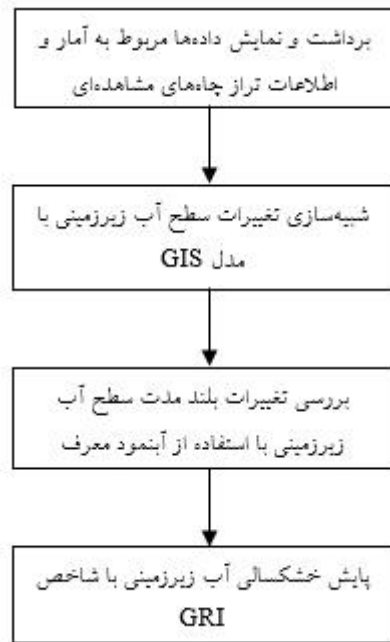 برداشت و نمایش داده‌ها مربوط به آمار و
اطلاعات تراز چاه‌های مشاهده‌ای
شبیه‌سازی تغییرات سطح آب زیرزمینی با
مدل GIS
بررسی تغییرات بلند مدت سطح آب
زیرزمینی با استفاده از آبنمود معرف
پایش خشکسالی آب زیرزمینی با شاخص
GRI